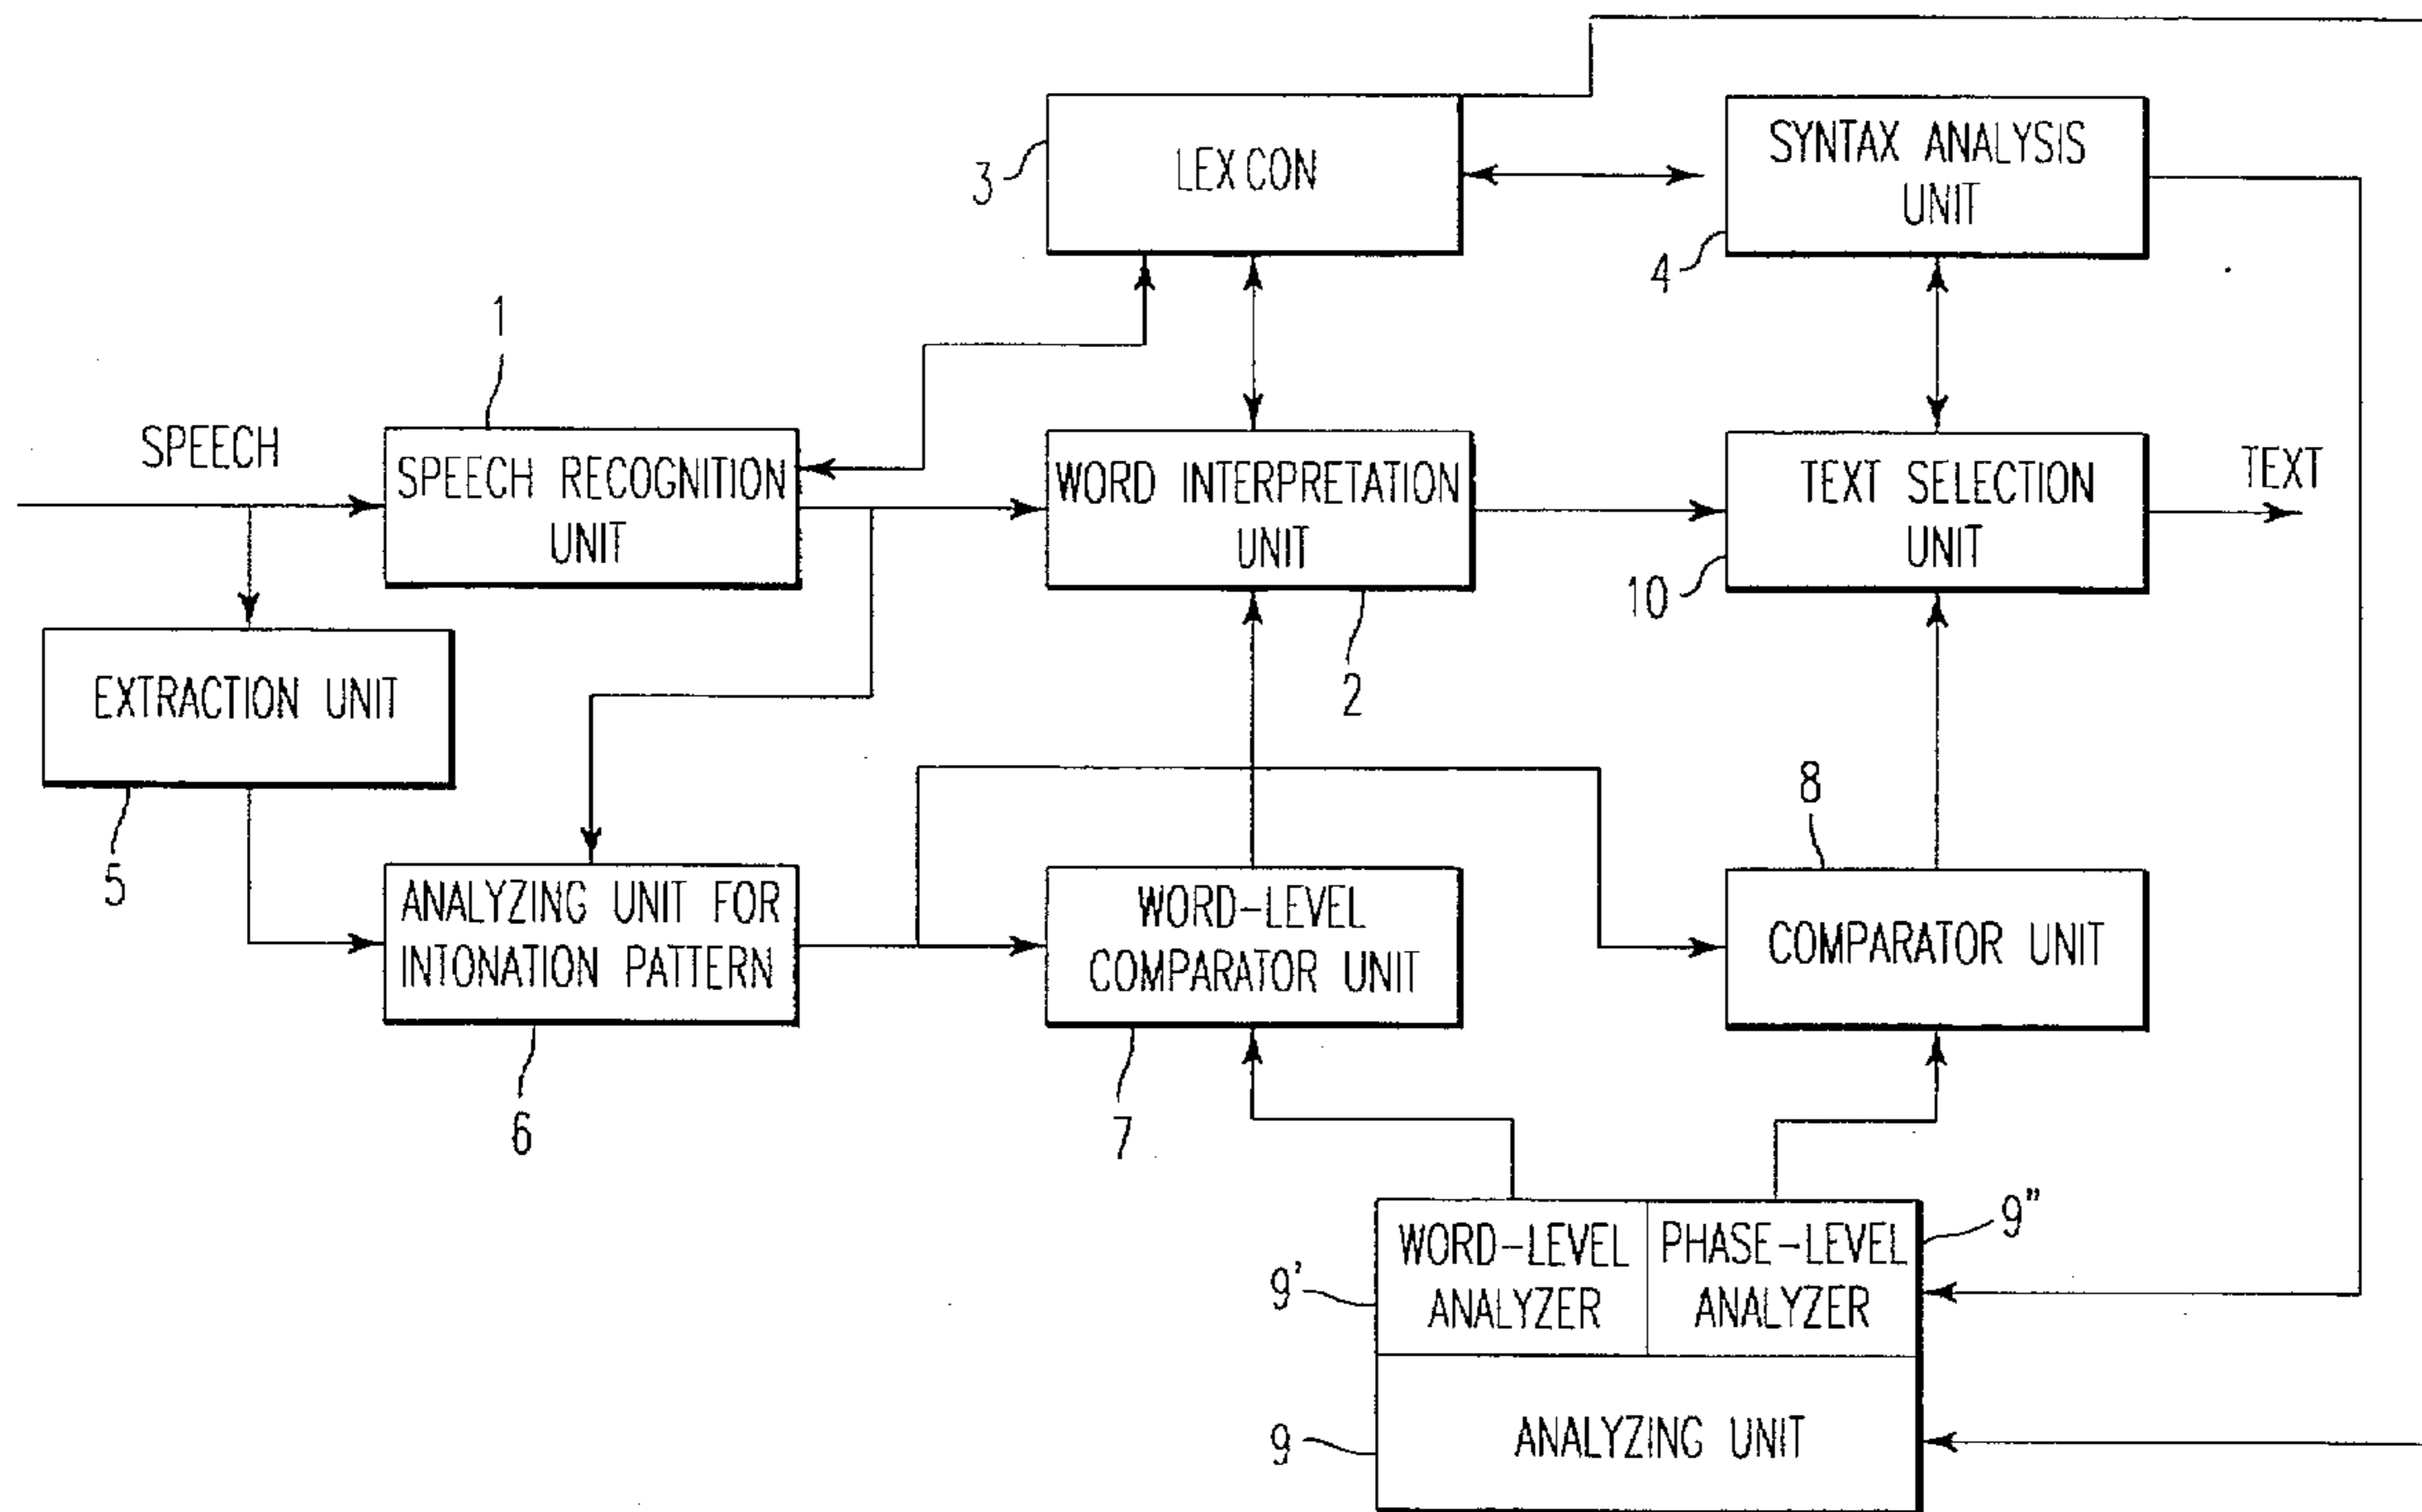 LEX CON
3
SYNTAX ANALYSIS
UNIT
4
1
SPEECH
SPEECH RECOGNITION
UNIT
WORD INTERPRETATION
UNIT
2
TEXT SELECTION
UNIT
10
TEXT
EXTRACTION UNIT
5
ANALYZING UNIT FOR
INTONATION PATTERN
6
WORD-LEVEL
COMPARATOR UNIT
7
8
COMPARATOR UNIT
WORD-LEVEL
ANALYZER
9'
PHASE-LEVEL
ANALYZER
9"
ANALYZING UNIT
9